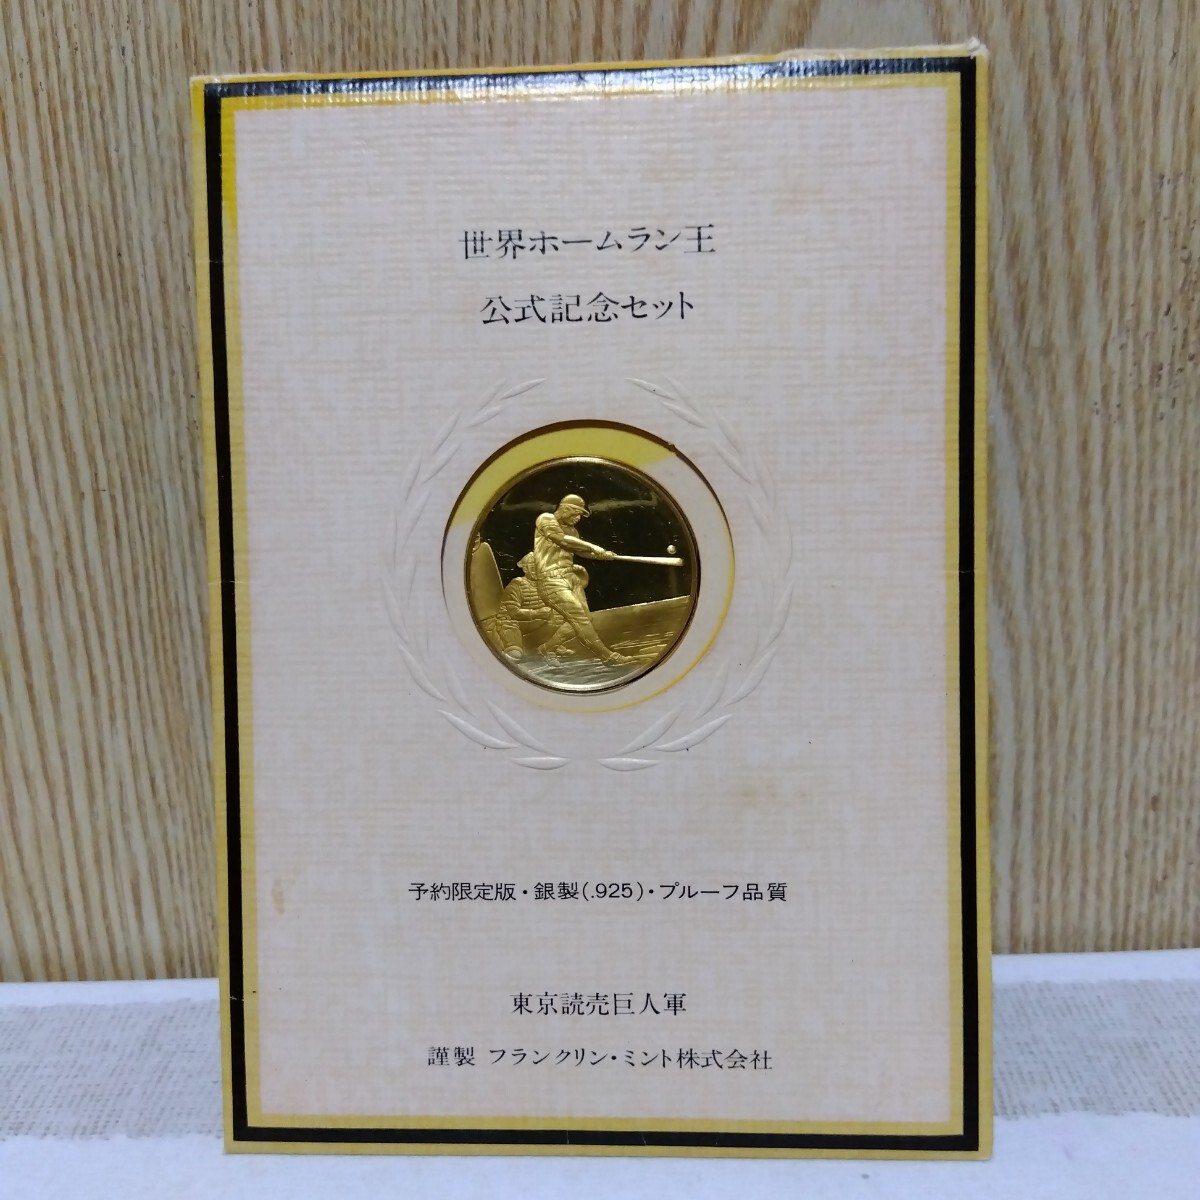 世界ホームラン王
公式記念セット
予約限定版・銀製(.925)・プルーフ品質
東京読売巨人軍
謹製 フランクリン・ミント株式会社